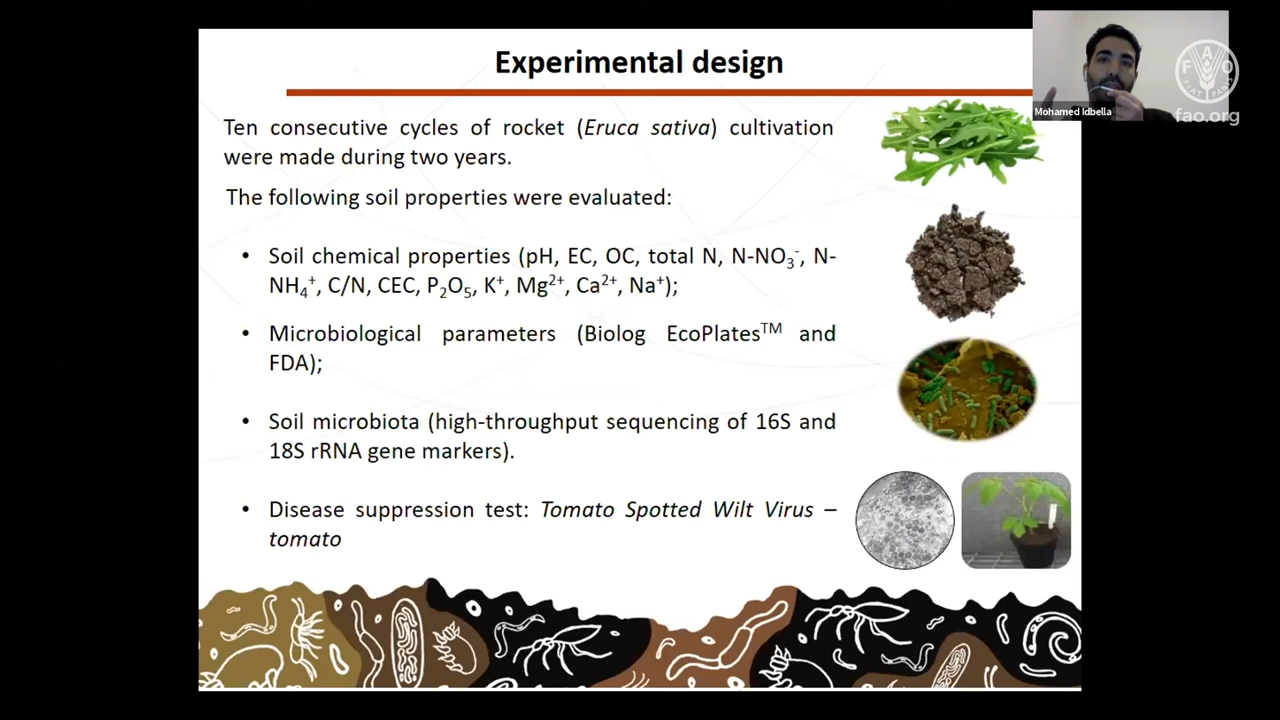 Experimental design
Ten consecutive cycles of rocket (Eruca sativa) cultivation
were made during two years.
The following soil properties were evaluated:
• Soil chemical properties (pH, EC, OC, total N, N-NO₃⁻, N-
NH₄⁺, C/N, CEC, P₂O₅, K⁺, Mg²⁺, Ca²⁺, Na⁺);
• Microbiological parameters (Biolog EcoPlates™ and
FDA);
• Soil microbiota (high-throughput sequencing of 16S and
18S rRNA gene markers).
• Disease suppression test: Tomato Spotted Wilt Virus –
tomato
Mohamed Idbella
F A O
FIAT PANIS
fao.org